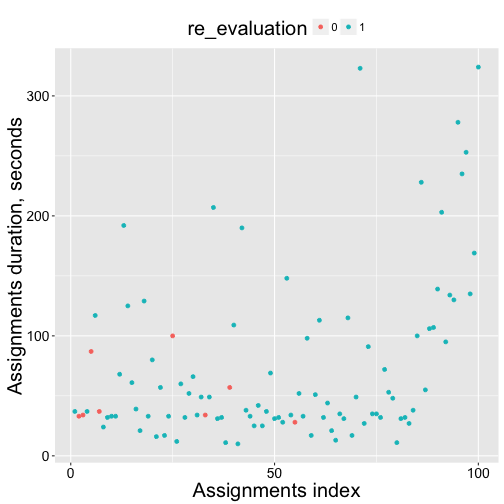 re_evaluation 0 1
Assignments duration, seconds
300
200
100
0
0 50 100
Assignments index